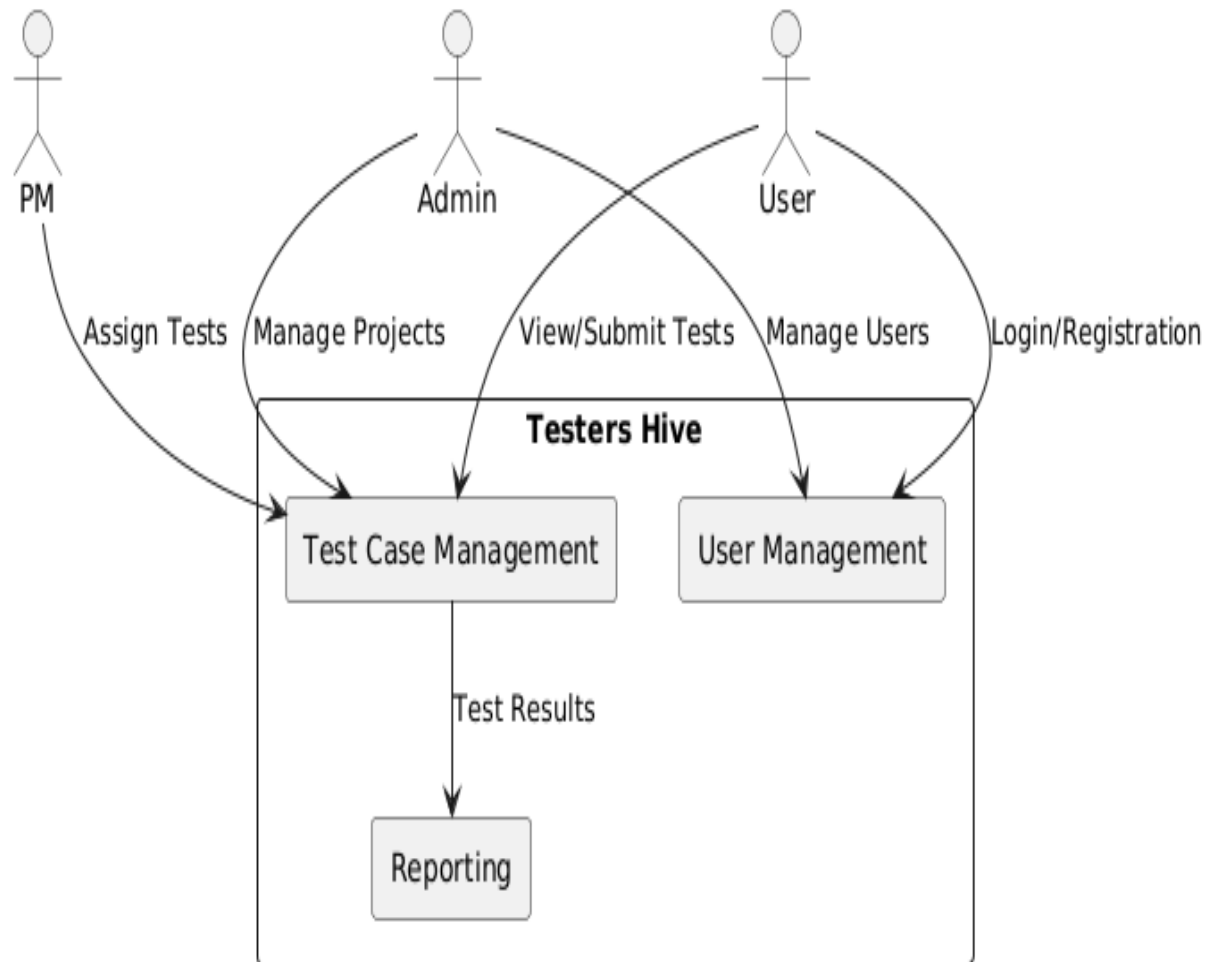 PM
Admin
User
Assign Tests
Manage Projects
View/Submit Tests
Manage Users
Login/Registration
Testers Hive
Test Case Management
User Management
Test Results
Reporting